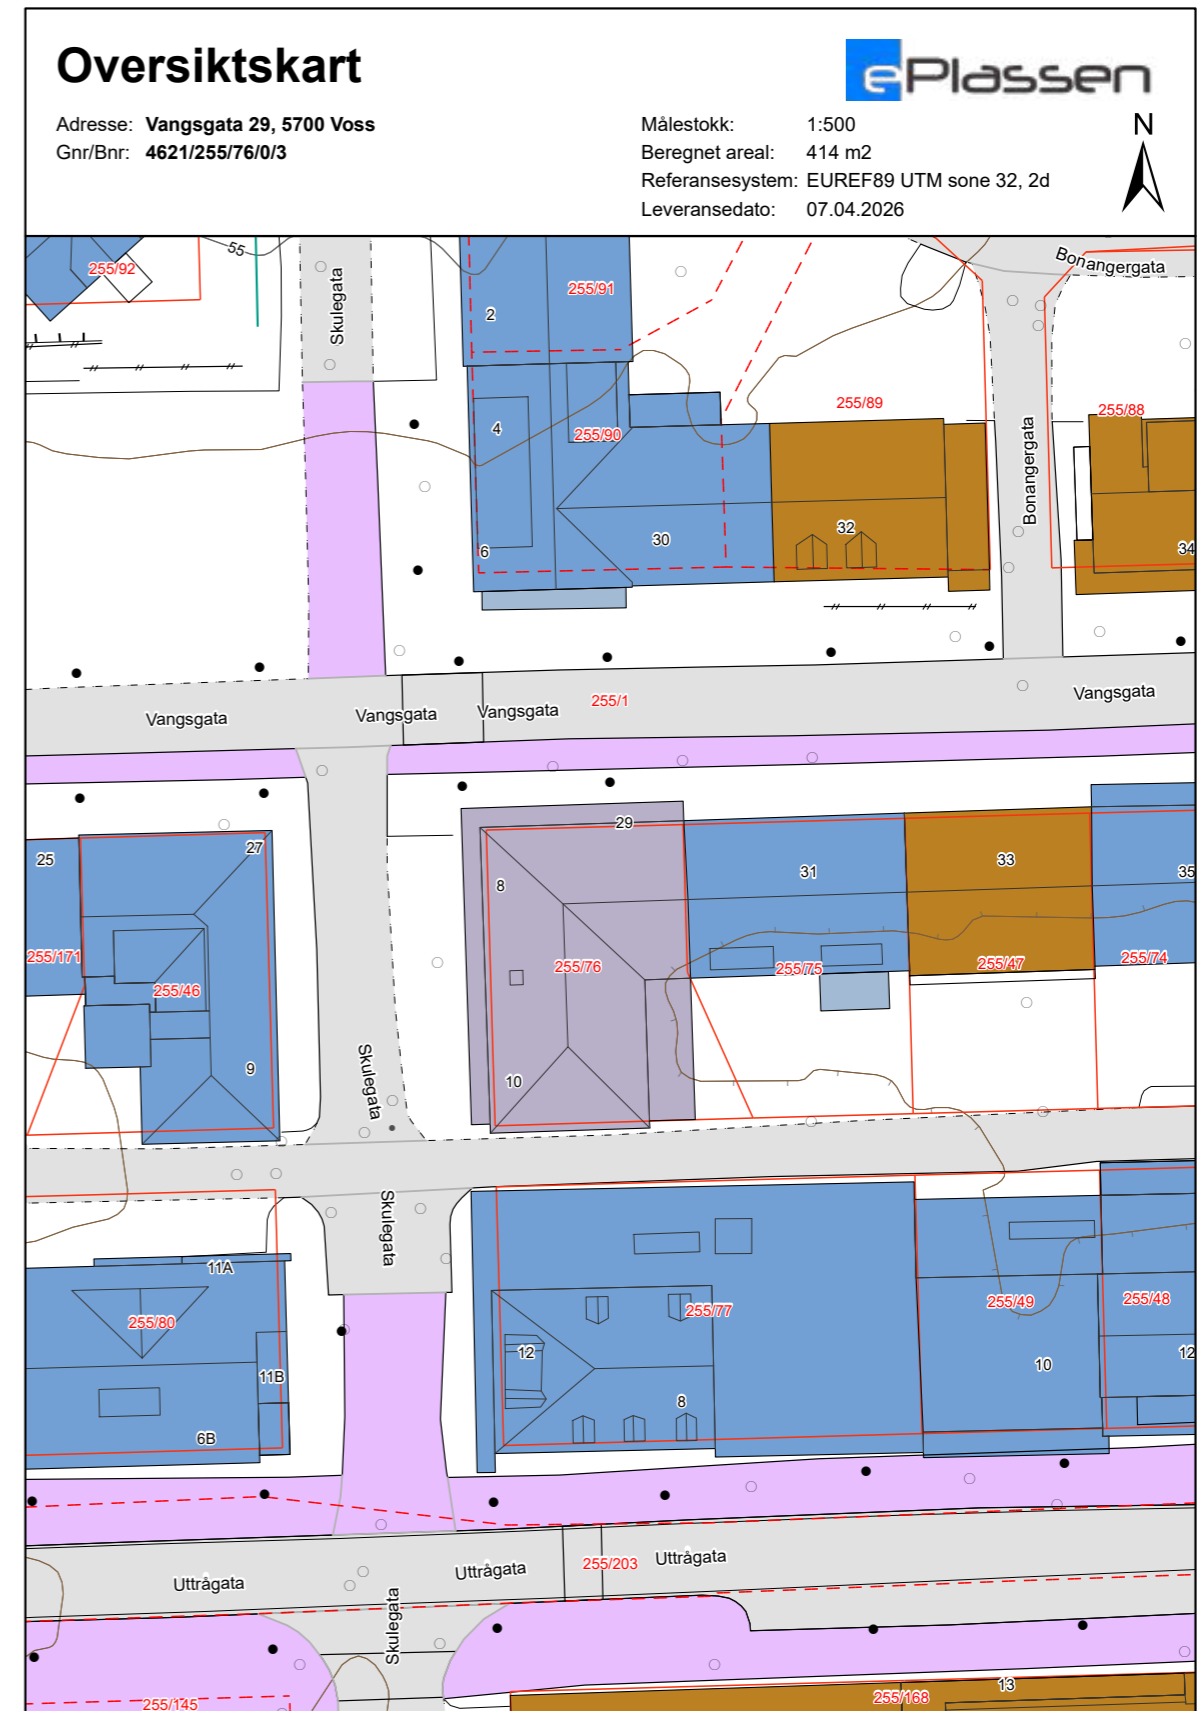 Oversiktskart
ePlassen
Adresse: Vangsgata 29, 5700 Voss
Gnr/Bnr: 4621/255/76/0/3
Målestokk: 1:500
Beregnet areal: 414 m2
Referansesystem: EUREF89 UTM sone 32, 2d
Leveransedato: 07.04.2026
N
55
255/92
Skulegata
2
255/91
Bonangergata
4
255/90
255/89
255/88
Bonangergata
6
30
32
34
Vangsgata
Vangsgata
Vangsgata
255/1
Vangsgata
25
27
29
8
31
33
35
255/171
255/46
255/76
255/75
255/47
255/74
9
Skulegata
10
Skulegata
11A
255/80
255/77
255/49
255/48
12
10
12
11B
8
6B
Uttrågata
Uttrågata
255/203
Uttrågata
Skulegata
255/145
255/168
13